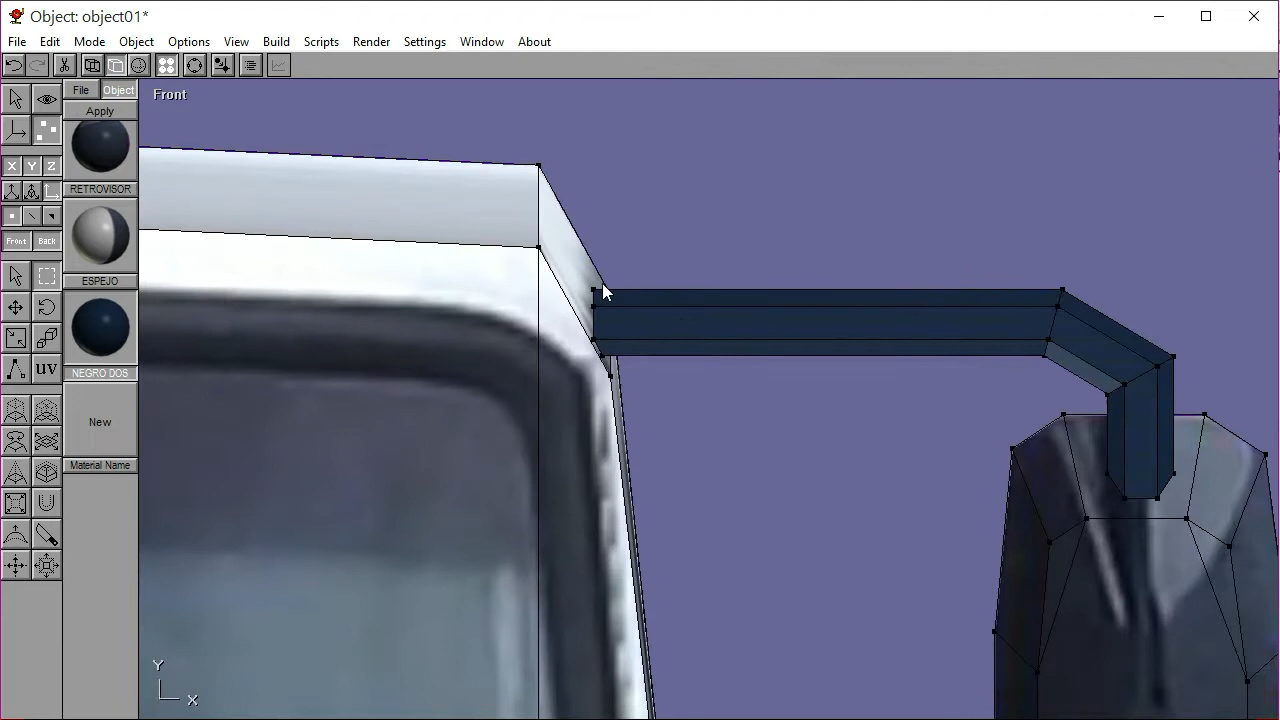 Object: object01*
File Edit Mode Object Options View Build Scripts Render Settings Window About
File Object
Apply
Front
X Y Z
RETROVISOR
Front Back
ESPEJO
uv
NEGRO DOS
New
Material Name
Y
X